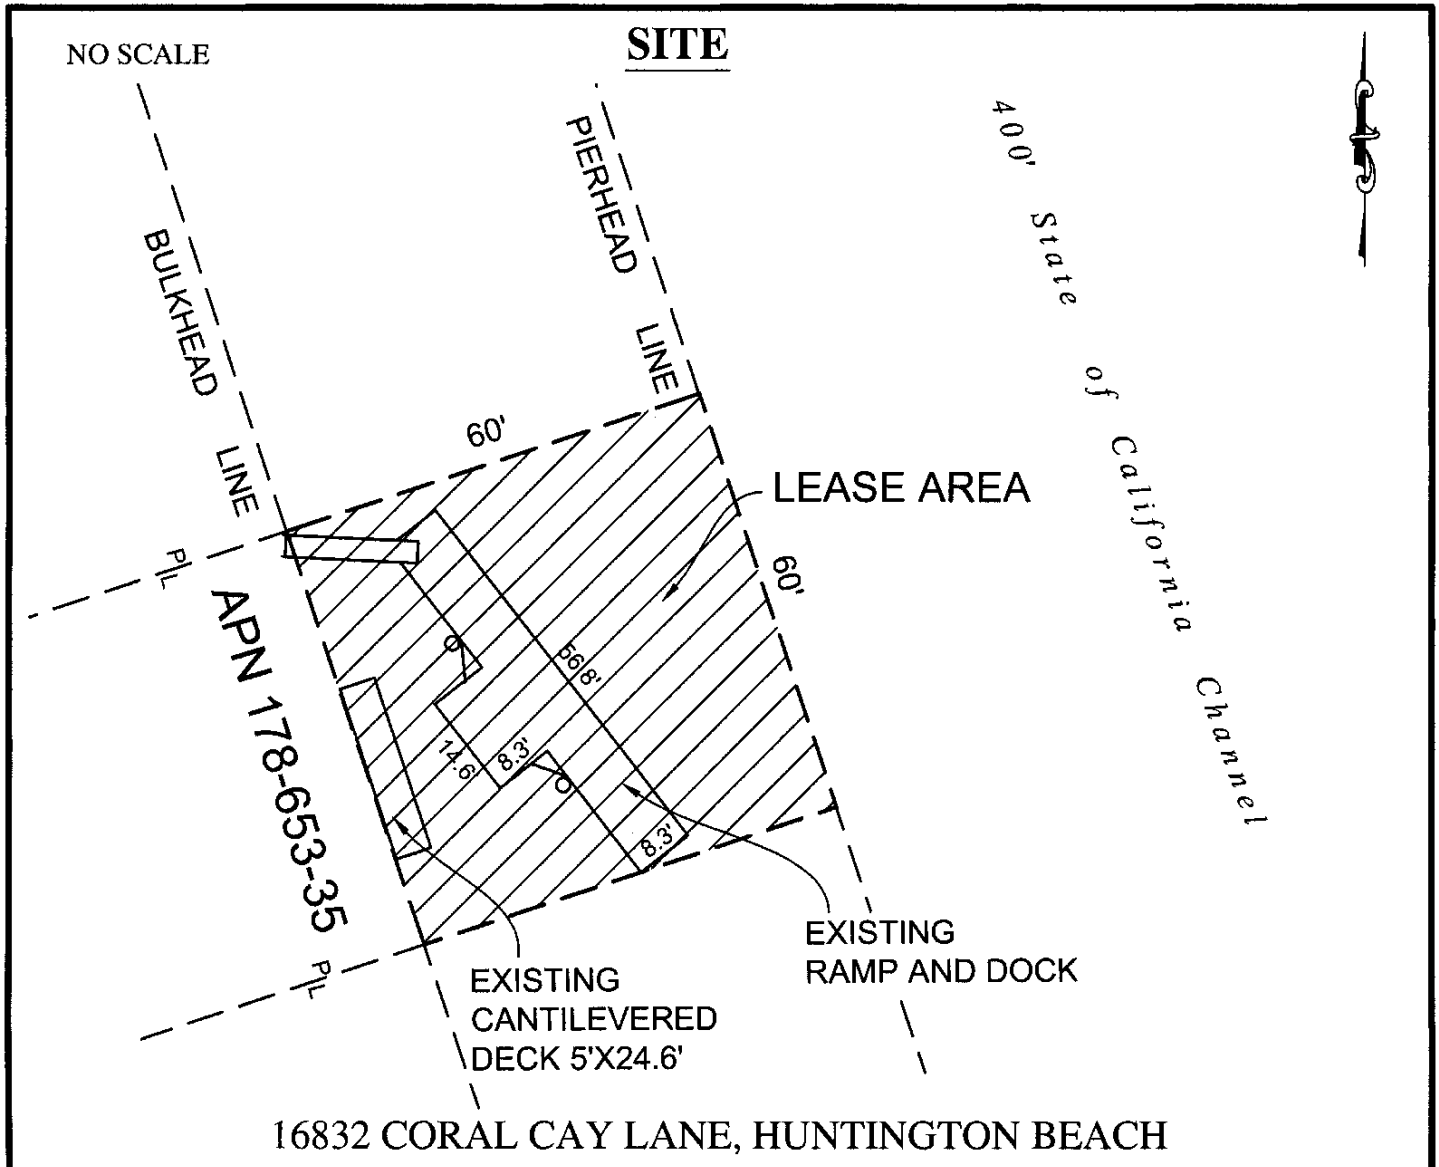 SITE
NO SCALE
BULKHEAD LINE
PIERHEAD LINE
400' State of California Channel
60'
LEASE AREA
60'
P/L
APN 178-653-35
56.8'
14.6'
8.3'
8.3'
P/L
EXISTING
RAMP AND DOCK
EXISTING
CANTILEVERED
DECK 5'X24.6'
16832 CORAL CAY LANE, HUNTINGTON BEACH